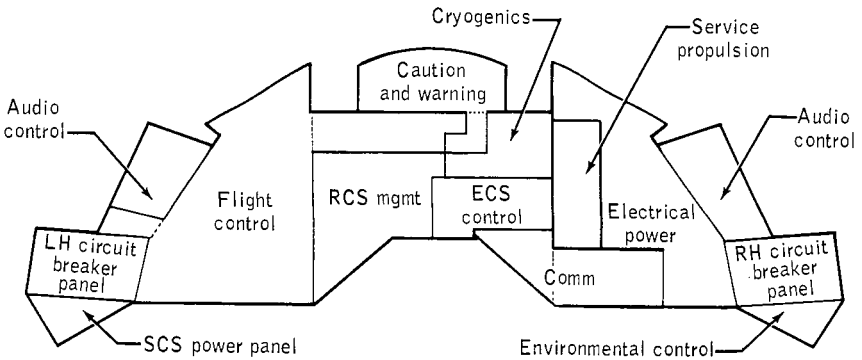 Cryogenics
Service
propulsion
Caution
and warning
Audio
control
Audio
control
Flight
control
RCS mgmt
ECS
control
Electrical
power
LH circuit
breaker
panel
RH circuit
breaker
panel
Comm
SCS power panel
Environmental control